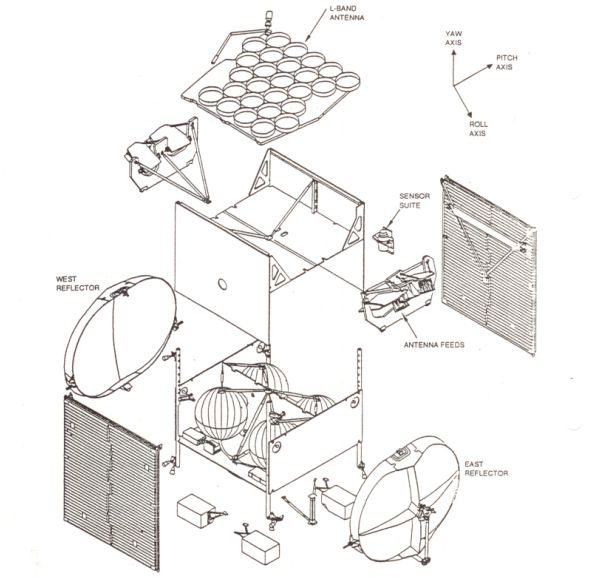 L-BAND
ANTENNA
YAW
AXIS
PITCH
AXIS
ROLL
AXIS
SENSOR
SUITE
WEST
REFLECTOR
ANTENNA FEEDS
EAST
REFLECTOR